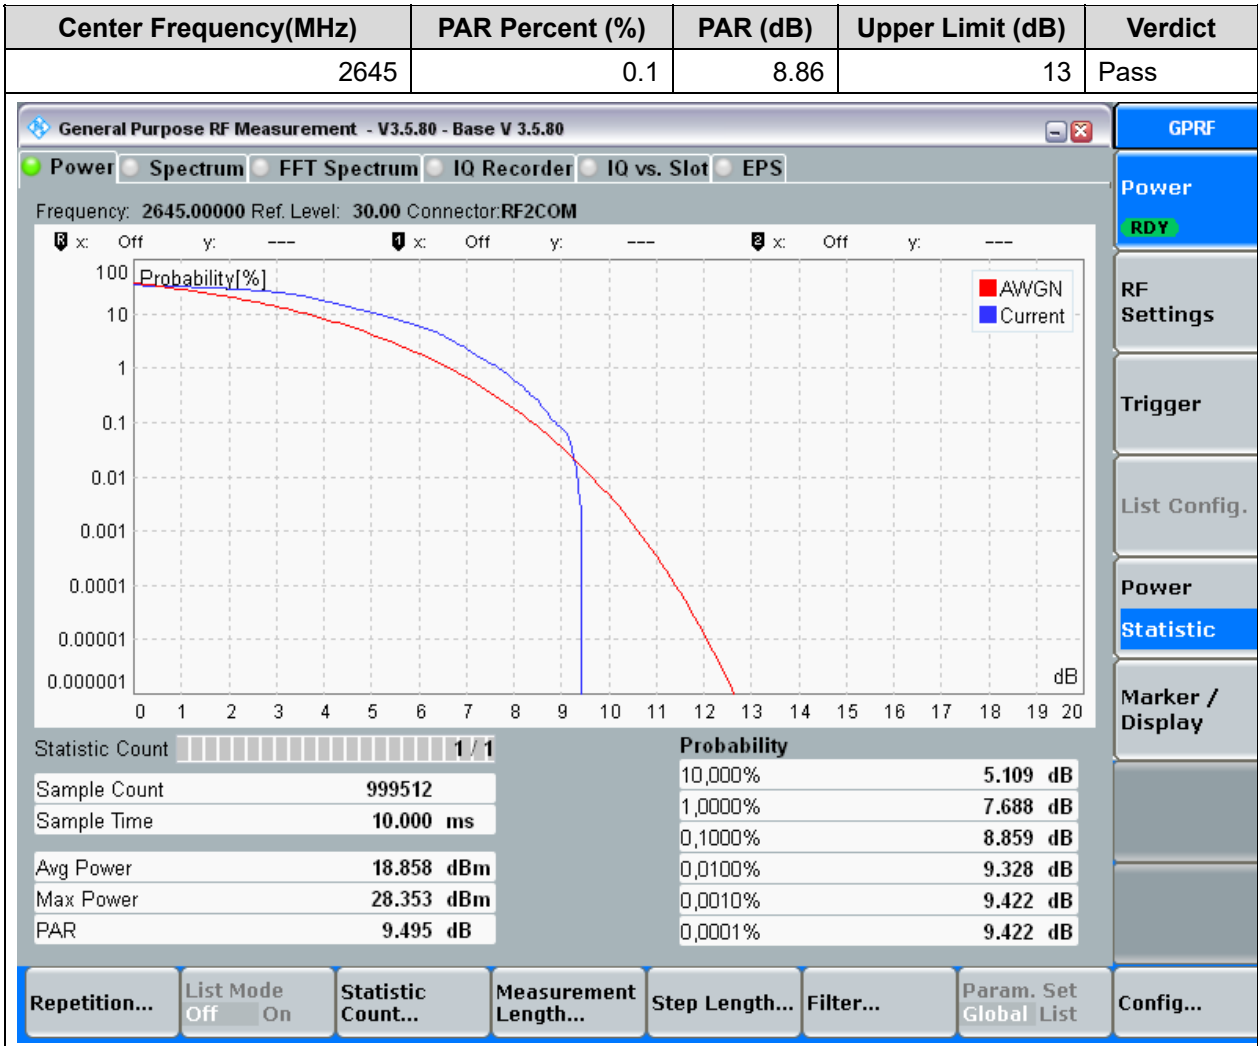 Center Frequency(MHz) PAR Percent (%) PAR (dB) Upper Limit (dB) Verdict
2645 0.1 8.86 13 Pass
General Purpose RF Measurement - V3.5.80 - Base V 3.5.80
GPRF
Power Spectrum FFT Spectrum IQ Recorder IQ vs. Slot EPS
Power
RDY
Frequency: 2645.00000 Ref. Level: 30.00 Connector:RF2COM
R x: Off y: --- 1 x: Off y: --- 2 x: Off y: ---
100 Probability[%]
AWGN
Current
10
1
0.1
0.01
0.001
0.0001
0.00001
0.000001
dB
0 1 2 3 4 5 6 7 8 9 10 11 12 13 14 15 16 17 18 19 20
RF
Settings
Trigger
List Config.
Power
Statistic
Marker /
Display
Statistic Count 1 / 1
Sample Count 999512
Sample Time 10.000 ms
Avg Power 18.858 dBm
Max Power 28.353 dBm
PAR 9.495 dB
Probability
10,000% 5.109 dB
1,0000% 7.688 dB
0,1000% 8.859 dB
0,0100% 9.328 dB
0,0010% 9.422 dB
0,0001% 9.422 dB
Repetition...
List Mode
Off On
Statistic
Count...
Measurement
Length...
Step Length...
Filter...
Param. Set
Global List
Config...